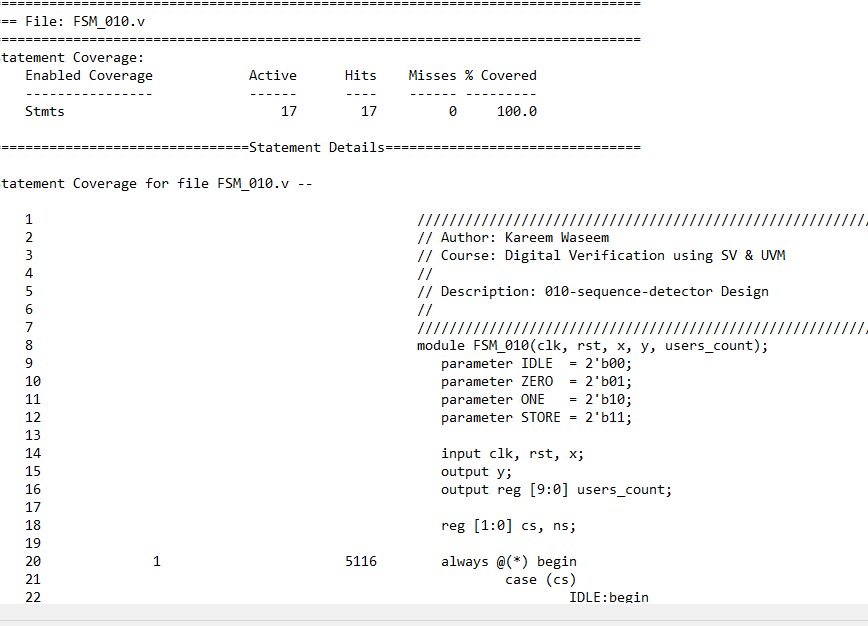 ================================================================================
== File: FSM_010.v
================================================================================
tatement Coverage:
Enabled Coverage Active Hits Misses % Covered
---------------- ------ ---- ------ ---------
Stmts 17 17 0 100.0
===============================Statement Details================================
tatement Coverage for file FSM_010.v --
1 ////////////////////////////////////////////////////////
2 // Author: Kareem Waseem
3 // Course: Digital Verification using SV & UVM
4 //
5 // Description: 010-sequence-detector Design
6 //
7 ////////////////////////////////////////////////////////
8 module FSM_010(clk, rst, x, y, users_count);
9 parameter IDLE = 2'b00;
10 parameter ZERO = 2'b01;
11 parameter ONE = 2'b10;
12 parameter STORE = 2'b11;
13
14 input clk, rst, x;
15 output y;
16 output reg [9:0] users_count;
17
18 reg [1:0] cs, ns;
19
20 1 5116 always @(*) begin
21 case (cs)
22 IDLE:begin